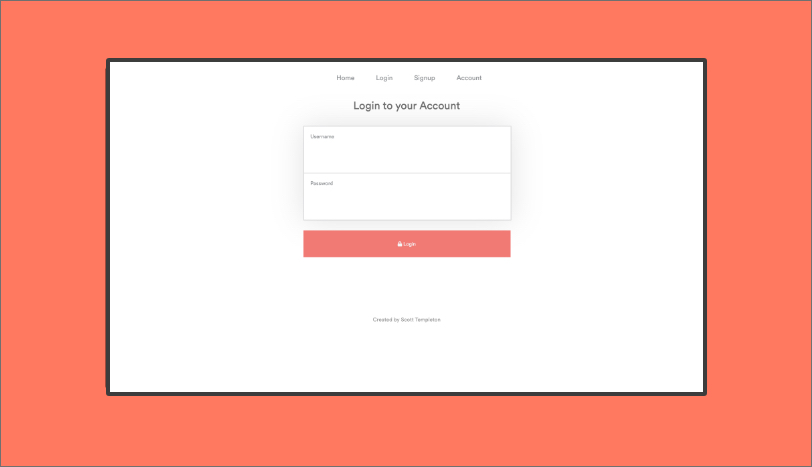 Home Login Signup Account
Login to your Account
Username
Password
Login
Created by Scott Templeton